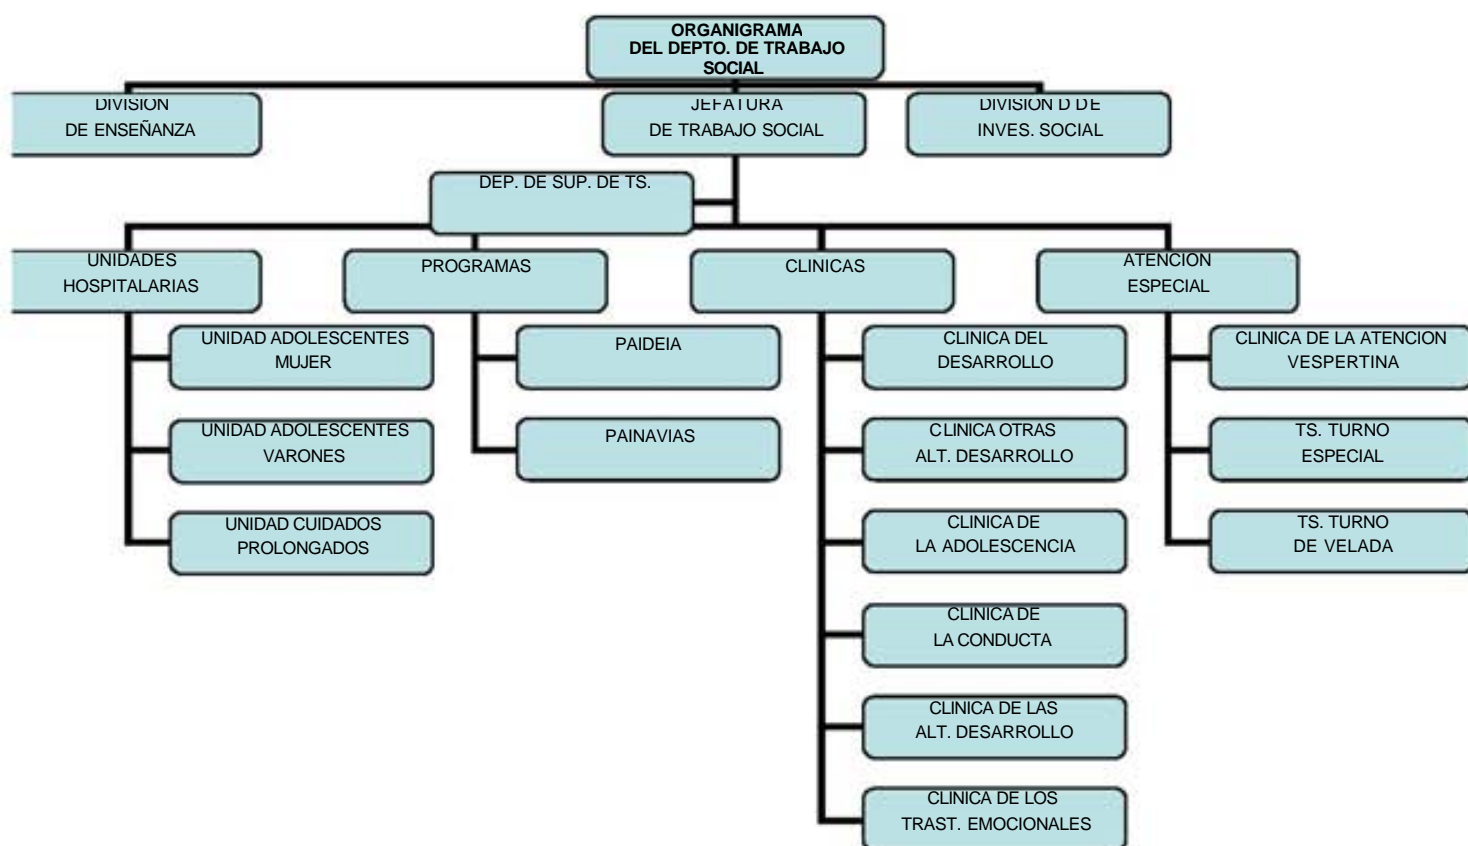 ORGANIGRAMA
DEL DEPTO. DE TRABAJO
SOCIAL
DIVISION
DE ENSEÑANZA
JEFATURA
DE TRABAJO SOCIAL
DIVISION D DE
INVES. SOCIAL
DEP. DE SUP. DE TS.
UNIDADES
HOSPITALARIAS
PROGRAMAS
CLINICAS
ATENCION
ESPECIAL
UNIDAD ADOLESCENTES
MUJER
UNIDAD ADOLESCENTES
VARONES
UNIDAD CUIDADOS
PROLONGADOS
PAIDEIA
PAINAVIAS
CLINICA DEL
DESARROLLO
CLINICA OTRAS
ALT. DESARROLLO
CLINICA DE
LA ADOLESCENCIA
CLINICA DE
LA CONDUCTA
CLINICA DE LAS
ALT. DESARROLLO
CLINICA DE LOS
TRAST. EMOCIONALES
CLINICA DE LA ATENCION
VESPERTINA
TS. TURNO
ESPECIAL
TS. TURNO
DE VELADA